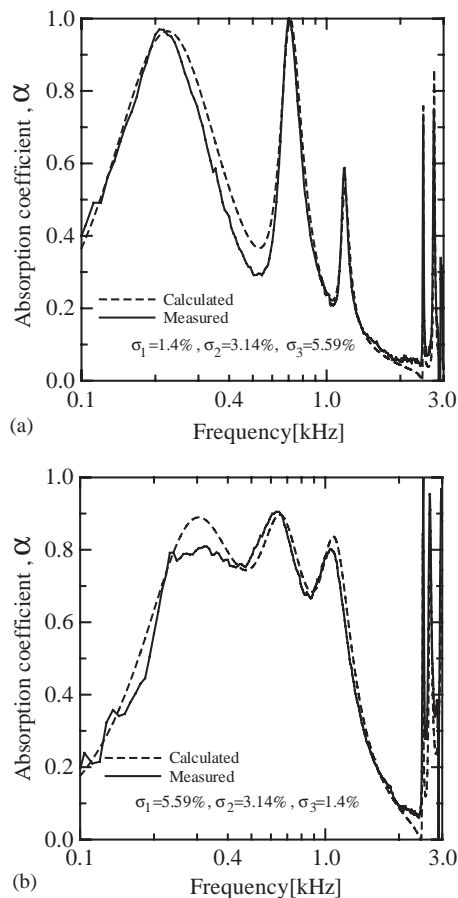 1.0
0.8
0.6
0.4
0.2
0.0
Absorption coefficient , α
Calculated
Measured
σ1=1.4% , σ2=3.14%, σ3=5.59%
0.1 0.4 1.0 3.0
(a)
Frequency[kHz]
1.0
0.8
0.6
0.4
0.2
0.0
Absorption coefficient , α
Calculated
Measured
σ1=5.59%, σ2=3.14% , σ3=1.4%
0.1 0.4 1.0 3.0
(b)
Frequency[kHz]